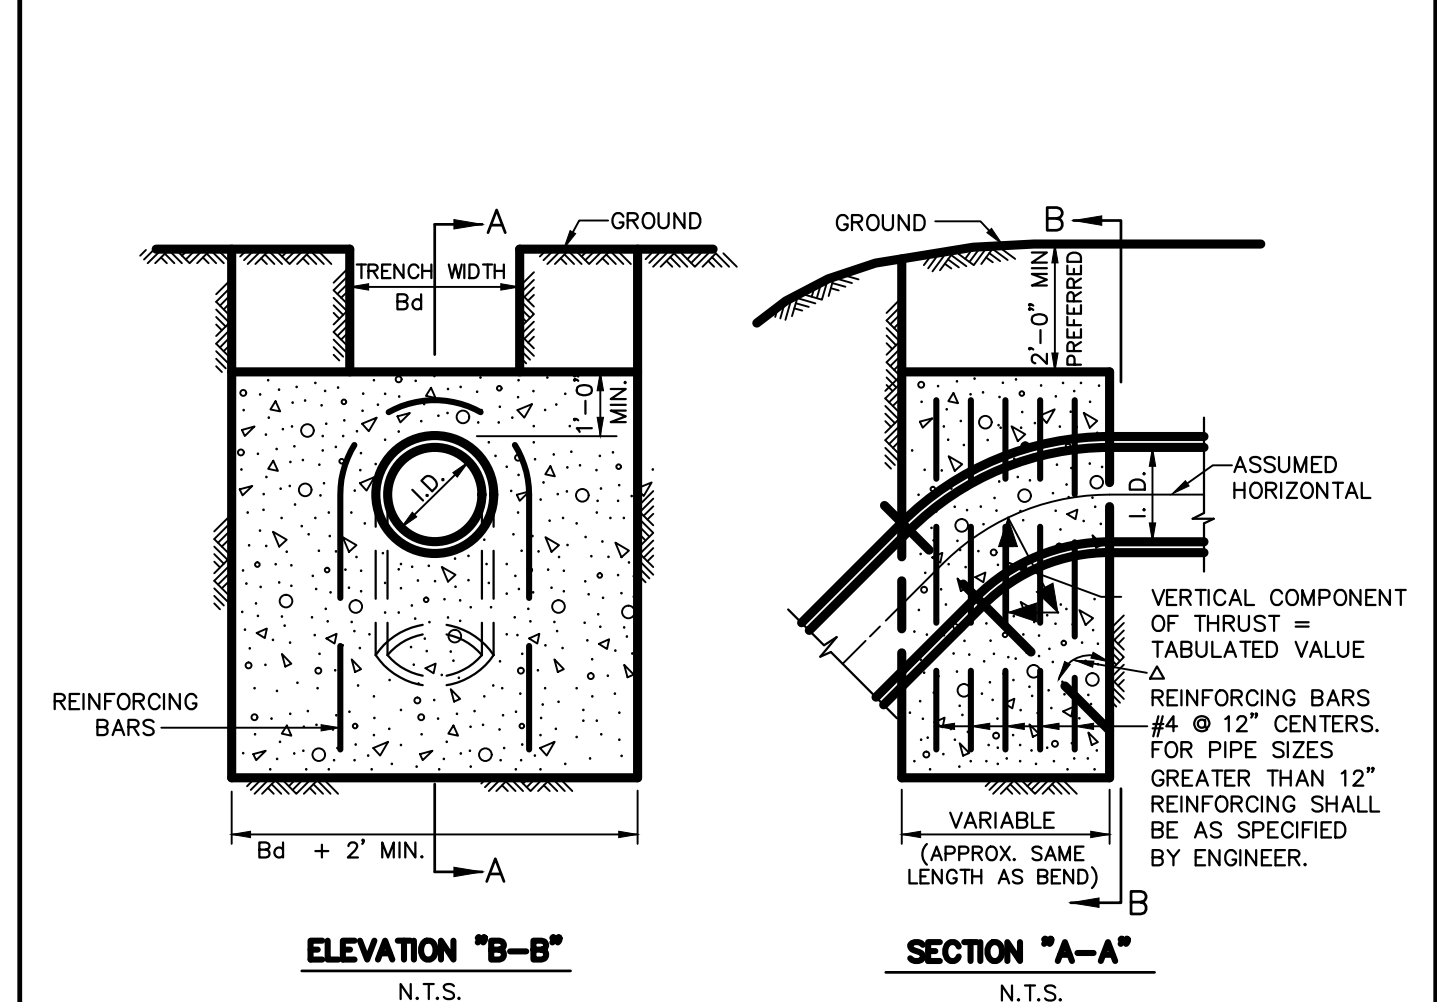 A
GROUND
TRENCH WIDTH
Bd
1'-0"
MIN.
I.D.
REINFORCING
BARS
Bd + 2' MIN.
A
ELEVATION "B-B"
N.T.S.
B
GROUND
2'-0" MIN
PREFERRED
ASSUMED
HORIZONTAL
I. D.
VERTICAL COMPONENT
OF THRUST =
TABULATED VALUE
Δ
REINFORCING BARS
#4 @ 12" CENTERS.
FOR PIPE SIZES
GREATER THAN 12"
REINFORCING SHALL
BE AS SPECIFIED
BY ENGINEER.
VARIABLE
(APPROX. SAME
LENGTH AS BEND)
B
SECTION "A-A"
N.T.S.